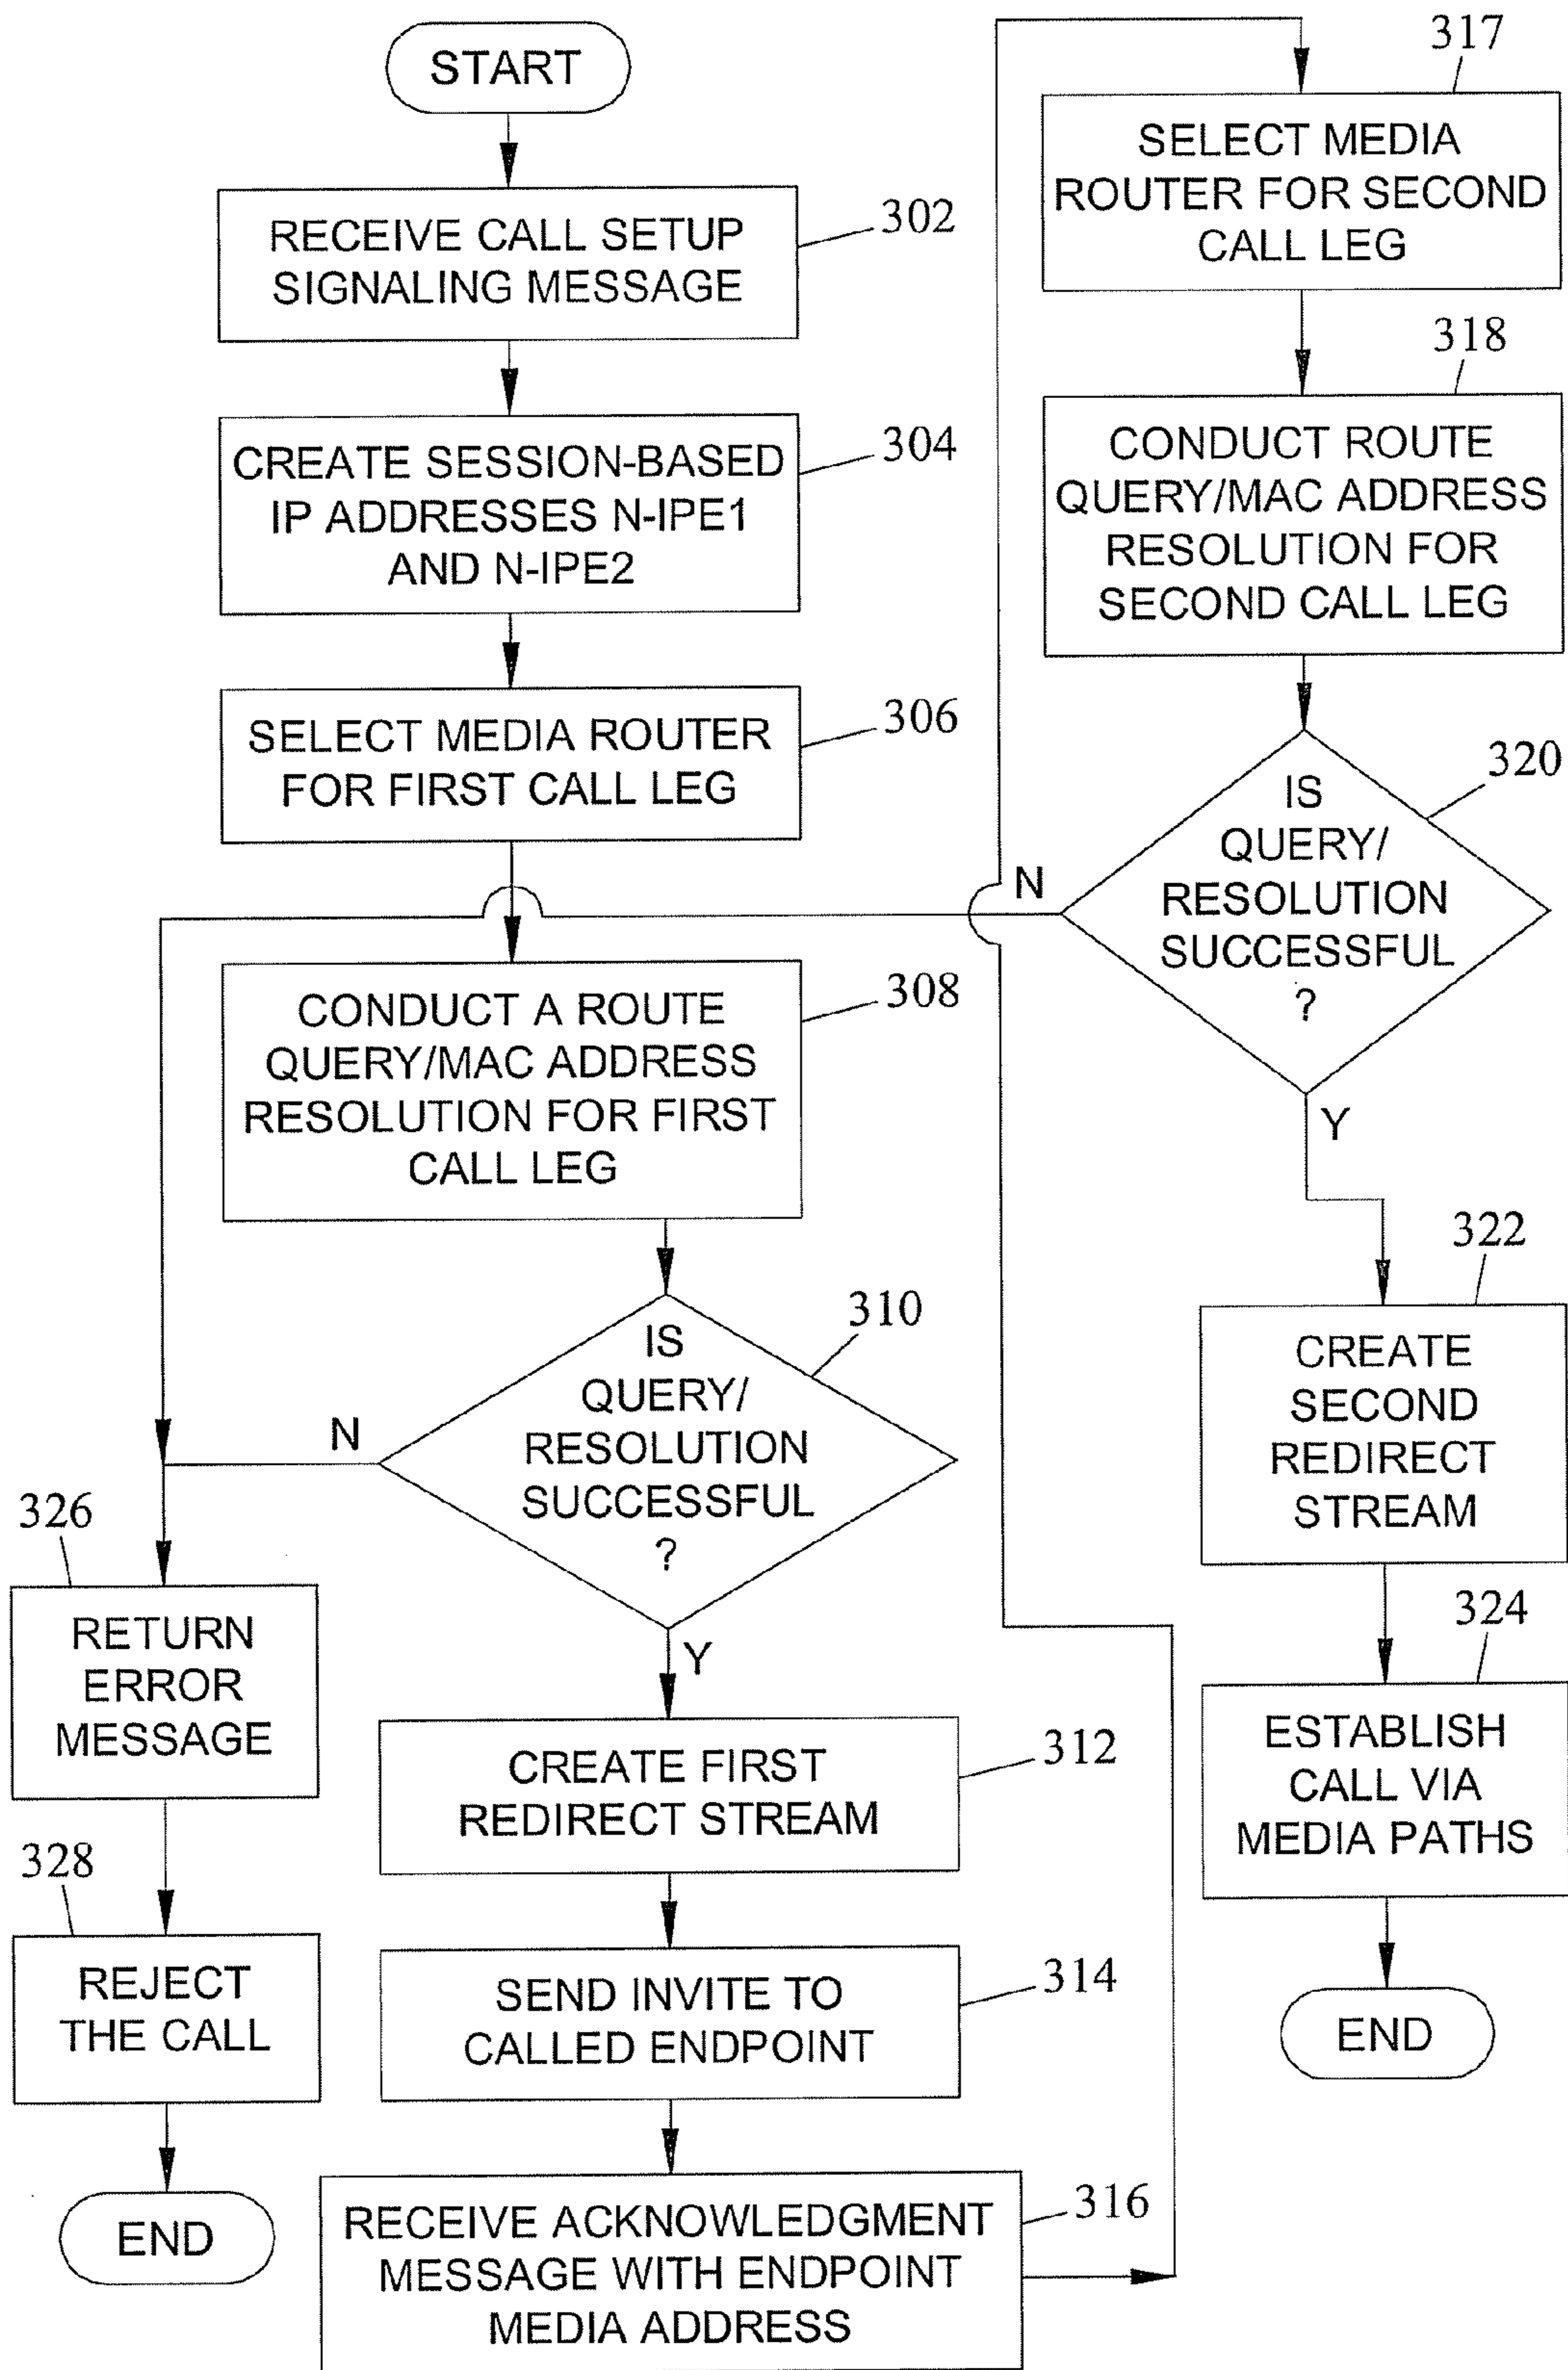 START
RECEIVE CALL SETUP
SIGNALING MESSAGE
302
CREATE SESSION-BASED
IP ADDRESSES N-IPE1
AND N-IPE2
304
SELECT MEDIA ROUTER
FOR FIRST CALL LEG
306
CONDUCT A ROUTE
QUERY/MAC ADDRESS
RESOLUTION FOR FIRST
CALL LEG
308
IS
QUERY/
RESOLUTION
SUCCESSFUL
?
310
N
Y
326
RETURN
ERROR
MESSAGE
328
REJECT
THE CALL
END
CREATE FIRST
REDIRECT STREAM
312
SEND INVITE TO
CALLED ENDPOINT
314
RECEIVE ACKNOWLEDGMENT
MESSAGE WITH ENDPOINT
MEDIA ADDRESS
316
317
SELECT MEDIA
ROUTER FOR SECOND
CALL LEG
318
CONDUCT ROUTE
QUERY/MAC ADDRESS
RESOLUTION FOR
SECOND CALL LEG
320
IS
QUERY/
RESOLUTION
SUCCESSFUL
?
N
Y
322
CREATE
SECOND
REDIRECT
STREAM
324
ESTABLISH
CALL VIA
MEDIA PATHS
END